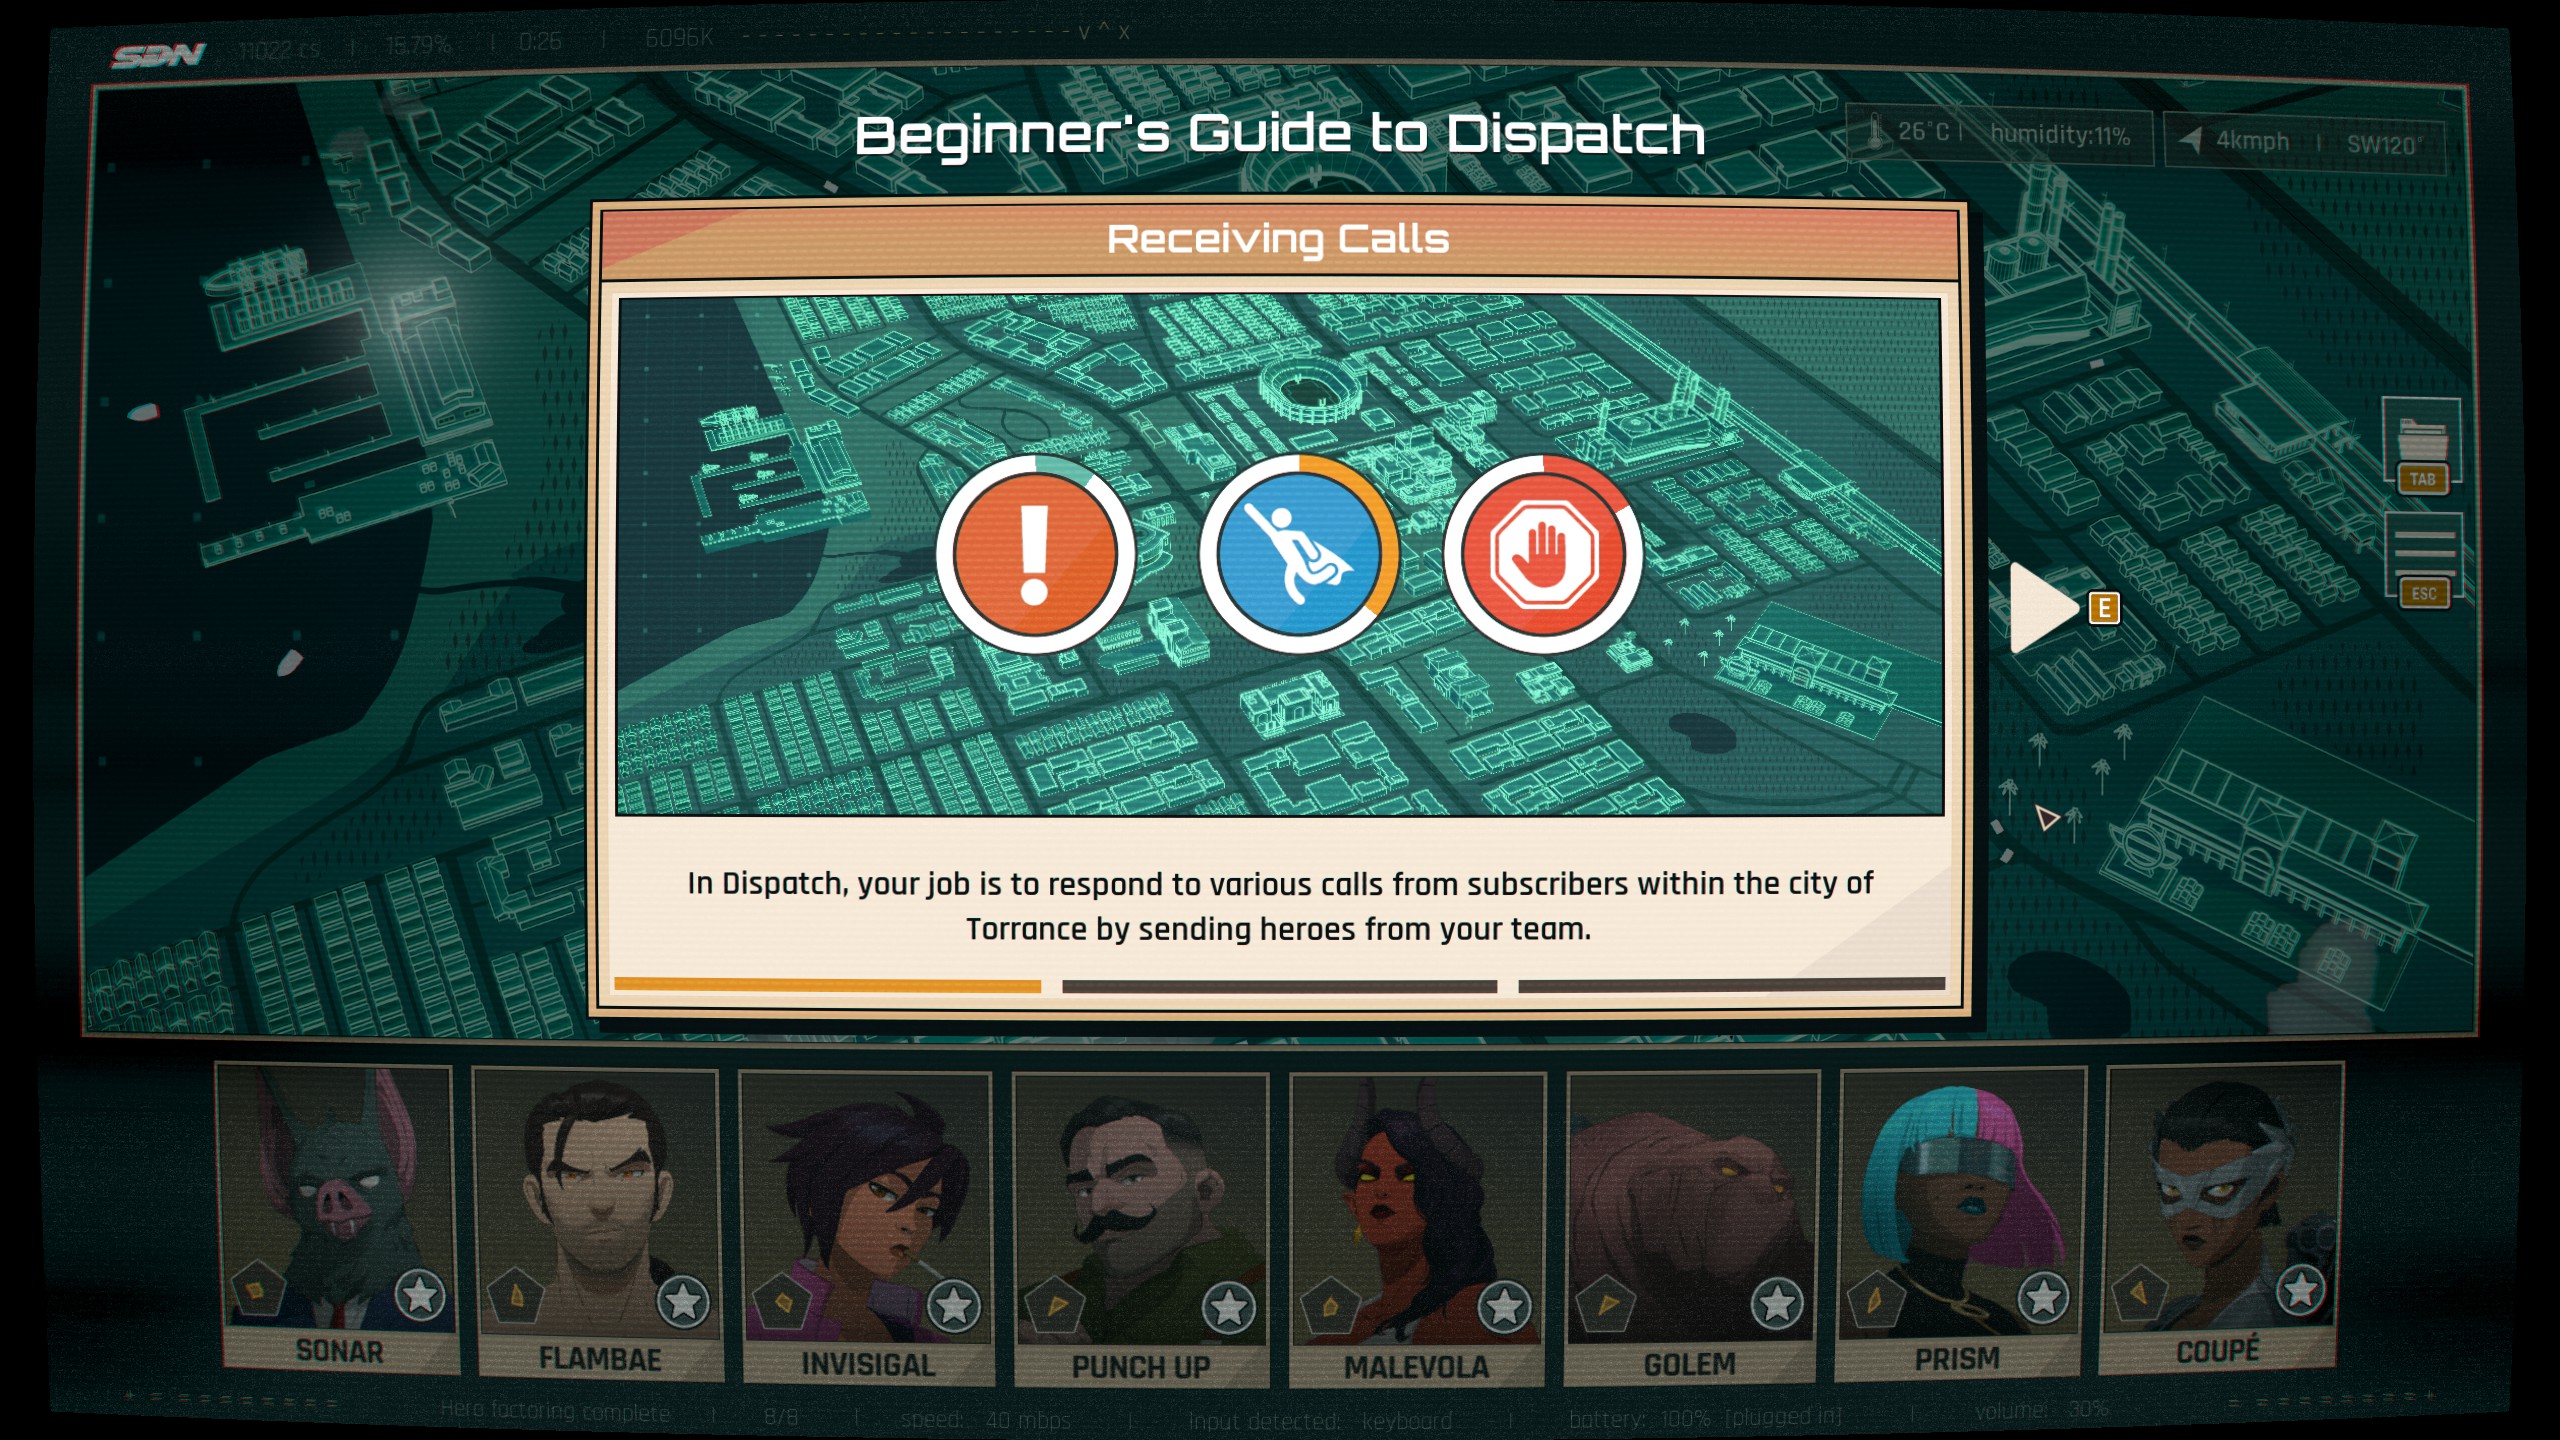 SDN 11022 cs | 15.79% | 0:26 | 6096K ------------------ v ^ x
Beginner's Guide to Dispatch
26°C | humidity:11%
4kmph | SW120°
Receiving Calls
TAB
ESC
E
In Dispatch, your job is to respond to various calls from subscribers within the city of
Torrance by sending heroes from your team.
SONAR
FLAMBAE
INVISIGAL
PUNCH UP
MALEVOLA
GOLEM
PRISM
COUPÉ
Hero factoring complete | 8/8 | speed: 40 mbps | Input detected: keyboard | battery: 100% [plugged in] | volume: 30%